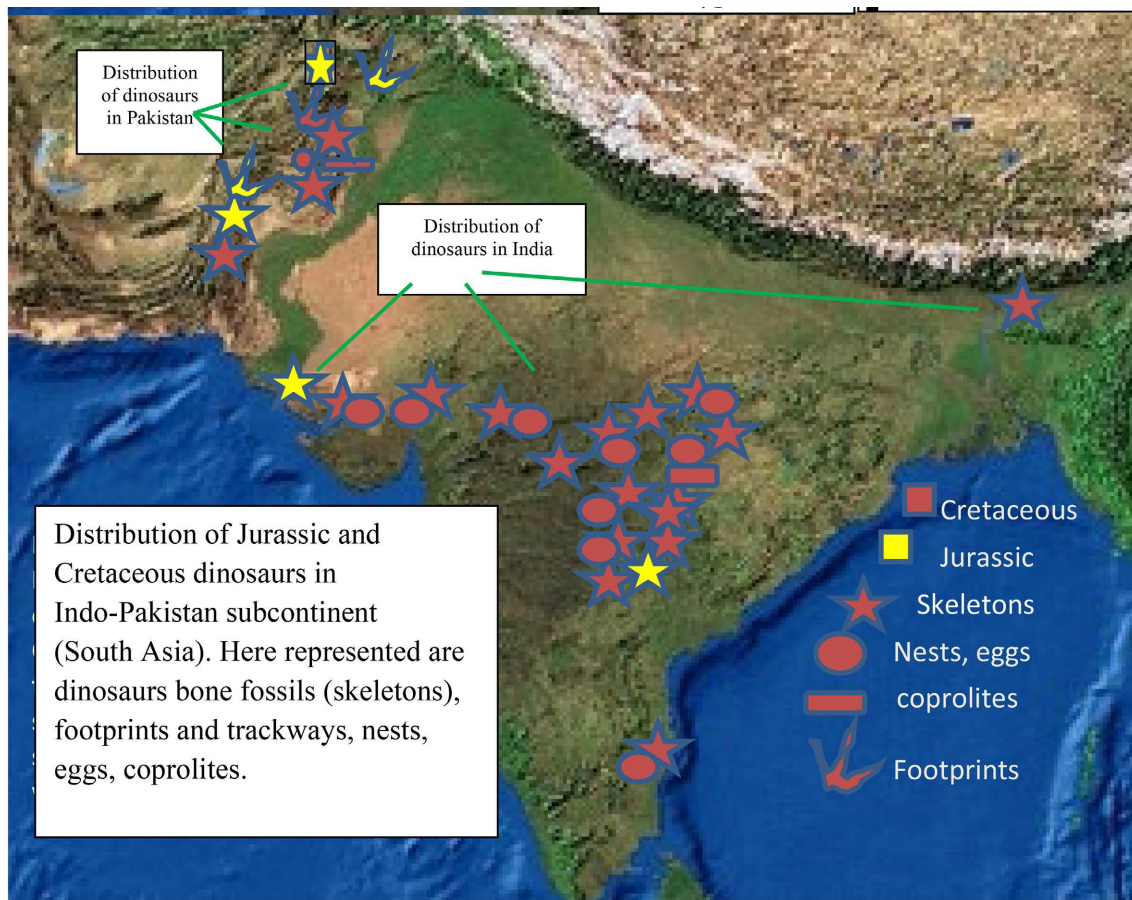 Distribution
of dinosaurs
in Pakistan
Distribution of
dinosaurs in India
Distribution of Jurassic and
Cretaceous dinosaurs in
Indo-Pakistan subcontinent
(South Asia). Here represented are
dinosaurs bone fossils (skeletons),
footprints and trackways, nests,
eggs, coprolites.
Cretaceous
Jurassic
Skeletons
Nests, eggs
coprolites
Footprints